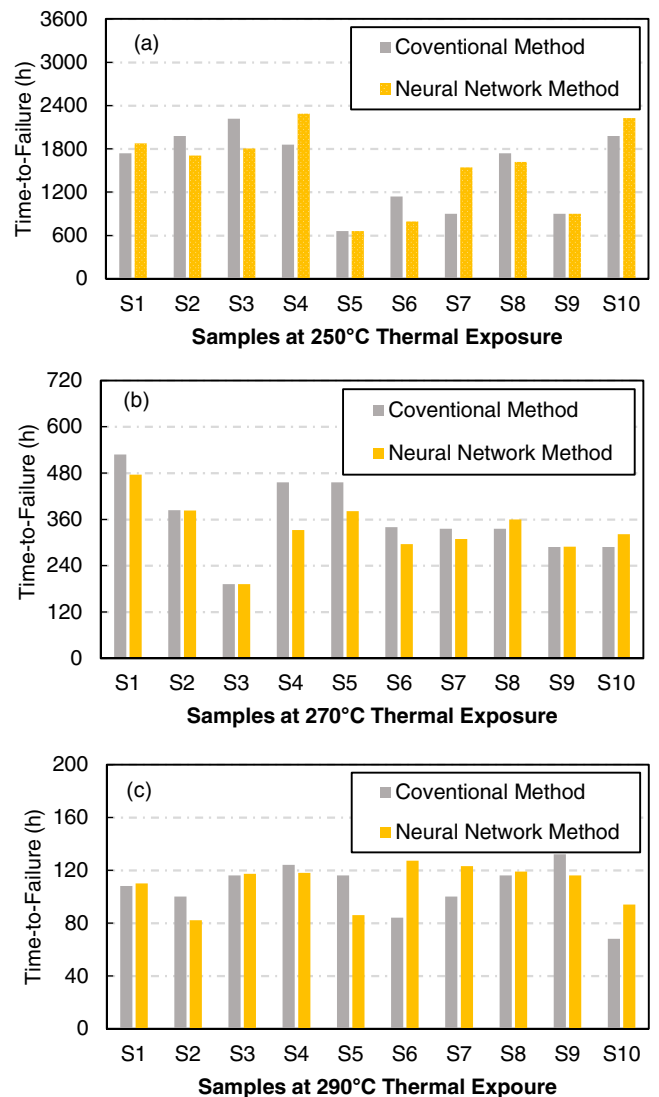 (a)
Coventional Method
Neural Network Method
Time-to-Failure (h)
3600
3000
2400
1800
1200
600
0
S1 S2 S3 S4 S5 S6 S7 S8 S9 S10
Samples at 250°C Thermal Exposure
(b)
Coventional Method
Neural Network Method
Time-to-Failure (h)
720
600
480
360
240
120
0
S1 S2 S3 S4 S5 S6 S7 S8 S9 S10
Samples at 270°C Thermal Exposure
(c)
Coventional Method
Neural Network Method
Time-to-Failure (h)
200
160
120
80
40
0
S1 S2 S3 S4 S5 S6 S7 S8 S9 S10
Samples at 290°C Thermal Expoure